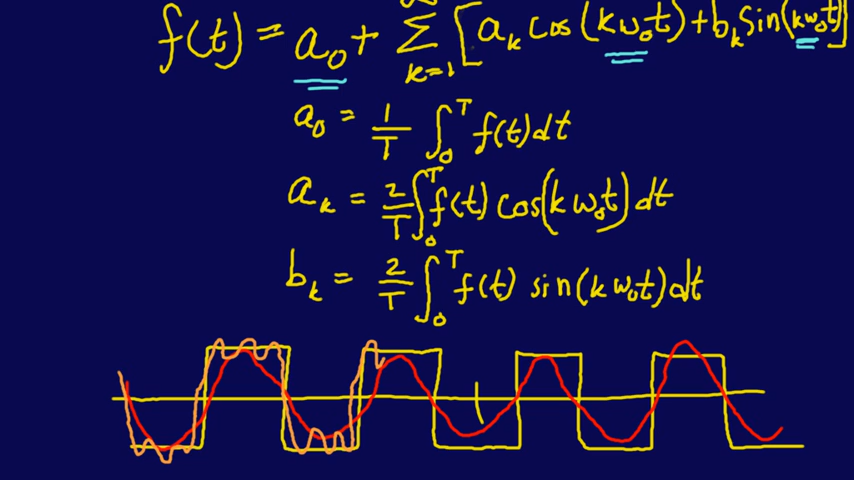 f(t) = a₀ + ∞ ∑ k=1 [aₖ cos(kω₀t) + bₖ sin(kω₀t)]
a₀ = 1/T ∫₀ᵀ f(t)dt
aₖ = 2/T ∫₀ᵀ f(t) cos(kω₀t)dt
bₖ = 2/T ∫₀ᵀ f(t) sin(kω₀t)dt